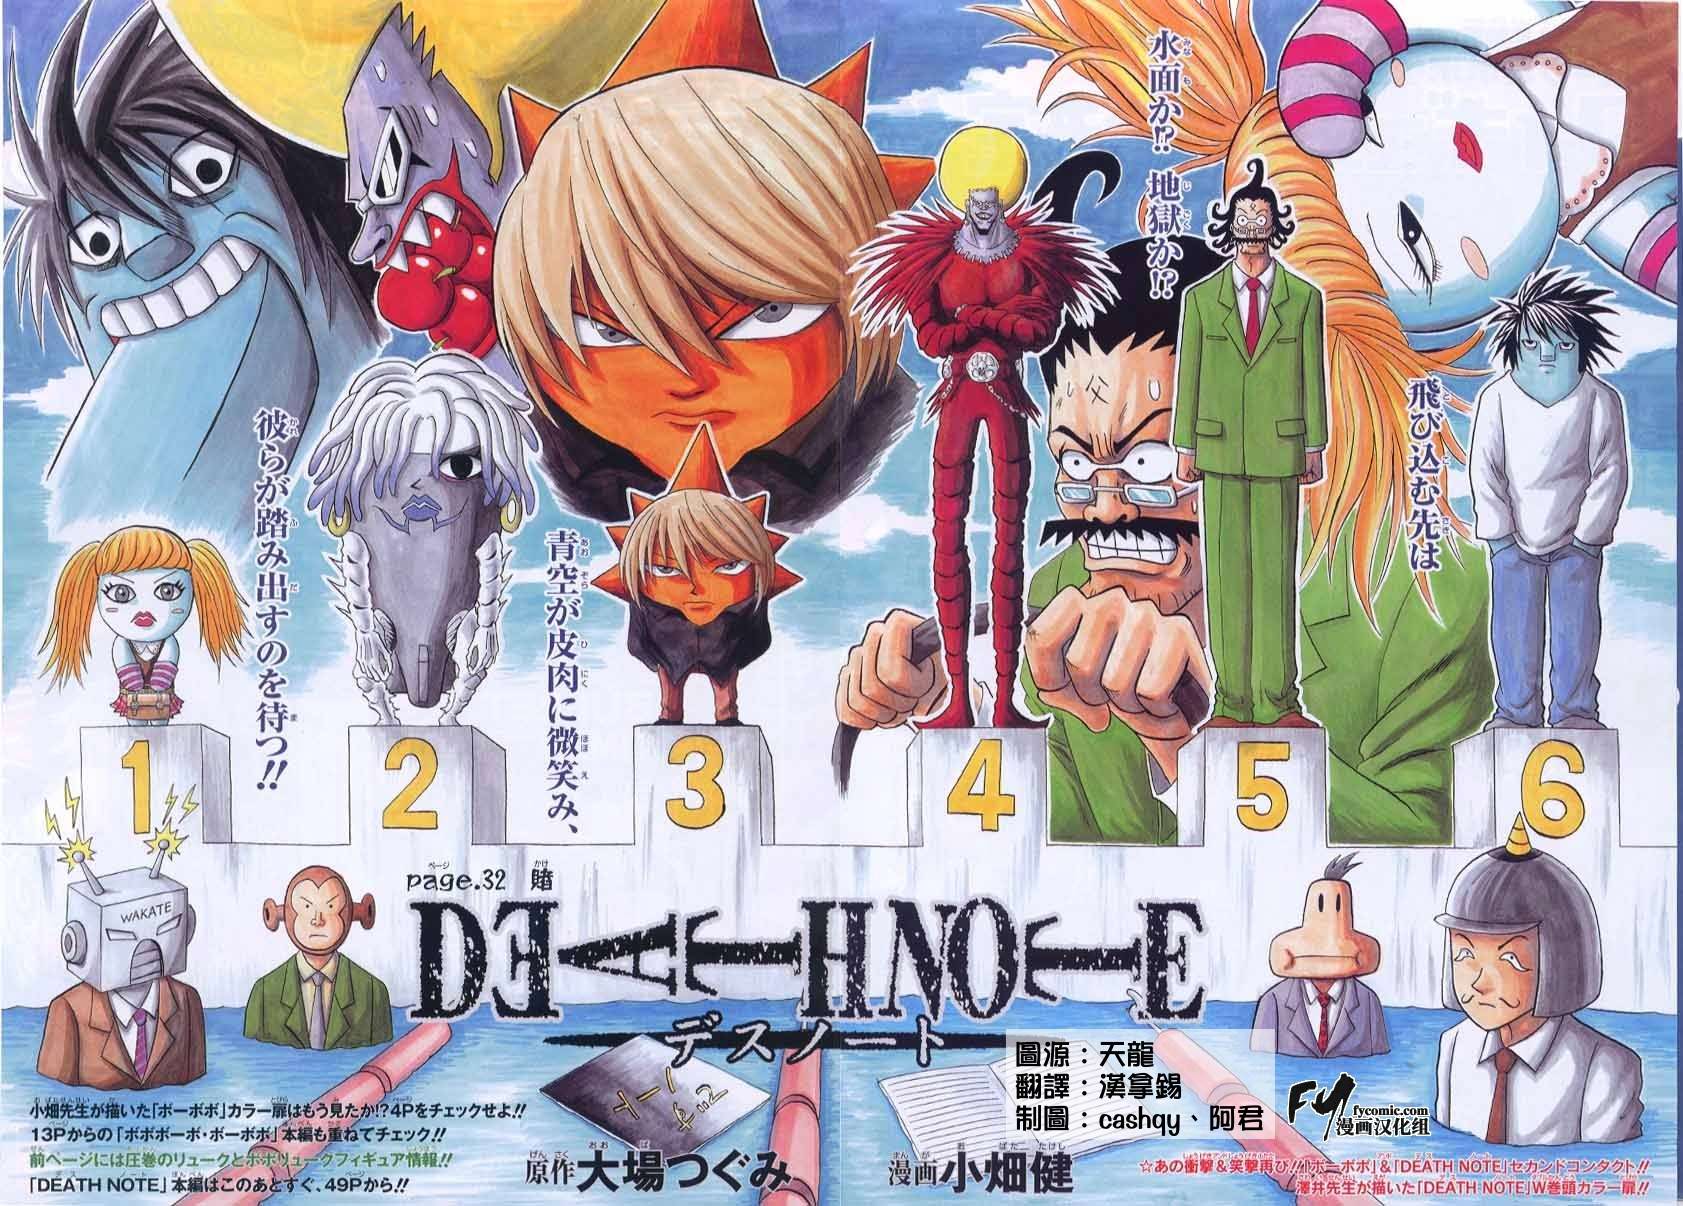 水面か!?
地獄か!?
飛び込む先は
青空が皮肉に微笑み、
彼らが踏み出すのを待つ!!
1
2
3
4
5
6
WAKATE
父
page.32 賭
DEATH NOTE
デスノート
原作 大場つぐみ
漫画 小畑健
圖源：天龍
翻譯：漢拿錫
制圖：cashqy、阿君
FY
fycomic.com
漫画汉化组
小畑先生が描いた「ボーボボ」カラー扉はもう見たか!?4Pをチェックせよ!!
13Pからの「ボボボーボ・ボーボボ」本編も重ねてチェック!!
前ページには圧巻のリュークとボボリュークフィギュア情報!!
「DEATH NOTE」本編はこのあとすぐ、49Pから!!
☆あの衝撃&笑撃再び!!「ボーボボ」&「DEATH NOTE」セカンドコンタクト!!
澤井先生が描いた「DEATH NOTE」W巻頭カラー扉!!